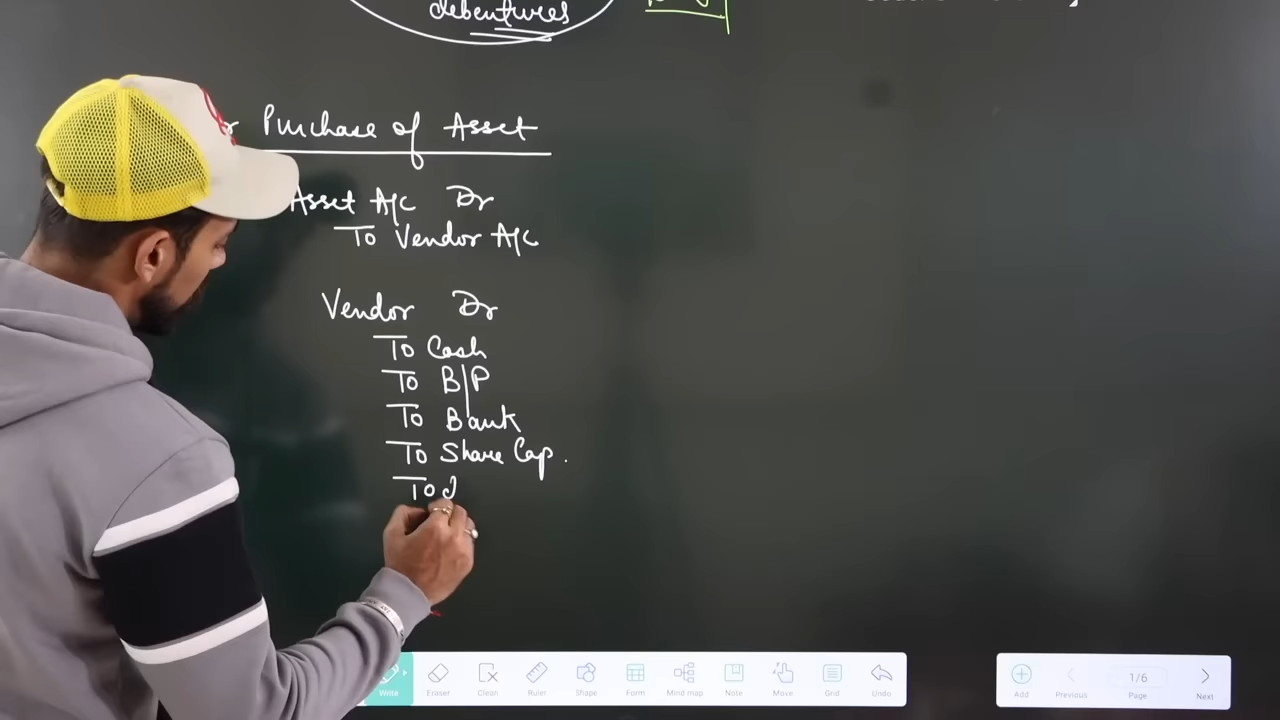 debentures
Purchase of Asset
Asset A/C Dr
To Vendor A/C
Vendor Dr
To Cash
To B/P
To Bank
To Share Cap.
To
Write
Eraser
Clean
Ruler
Shape
Form
Mind map
Note
Move
Grid
Undo
Add
Previous
1/6
Page
Next